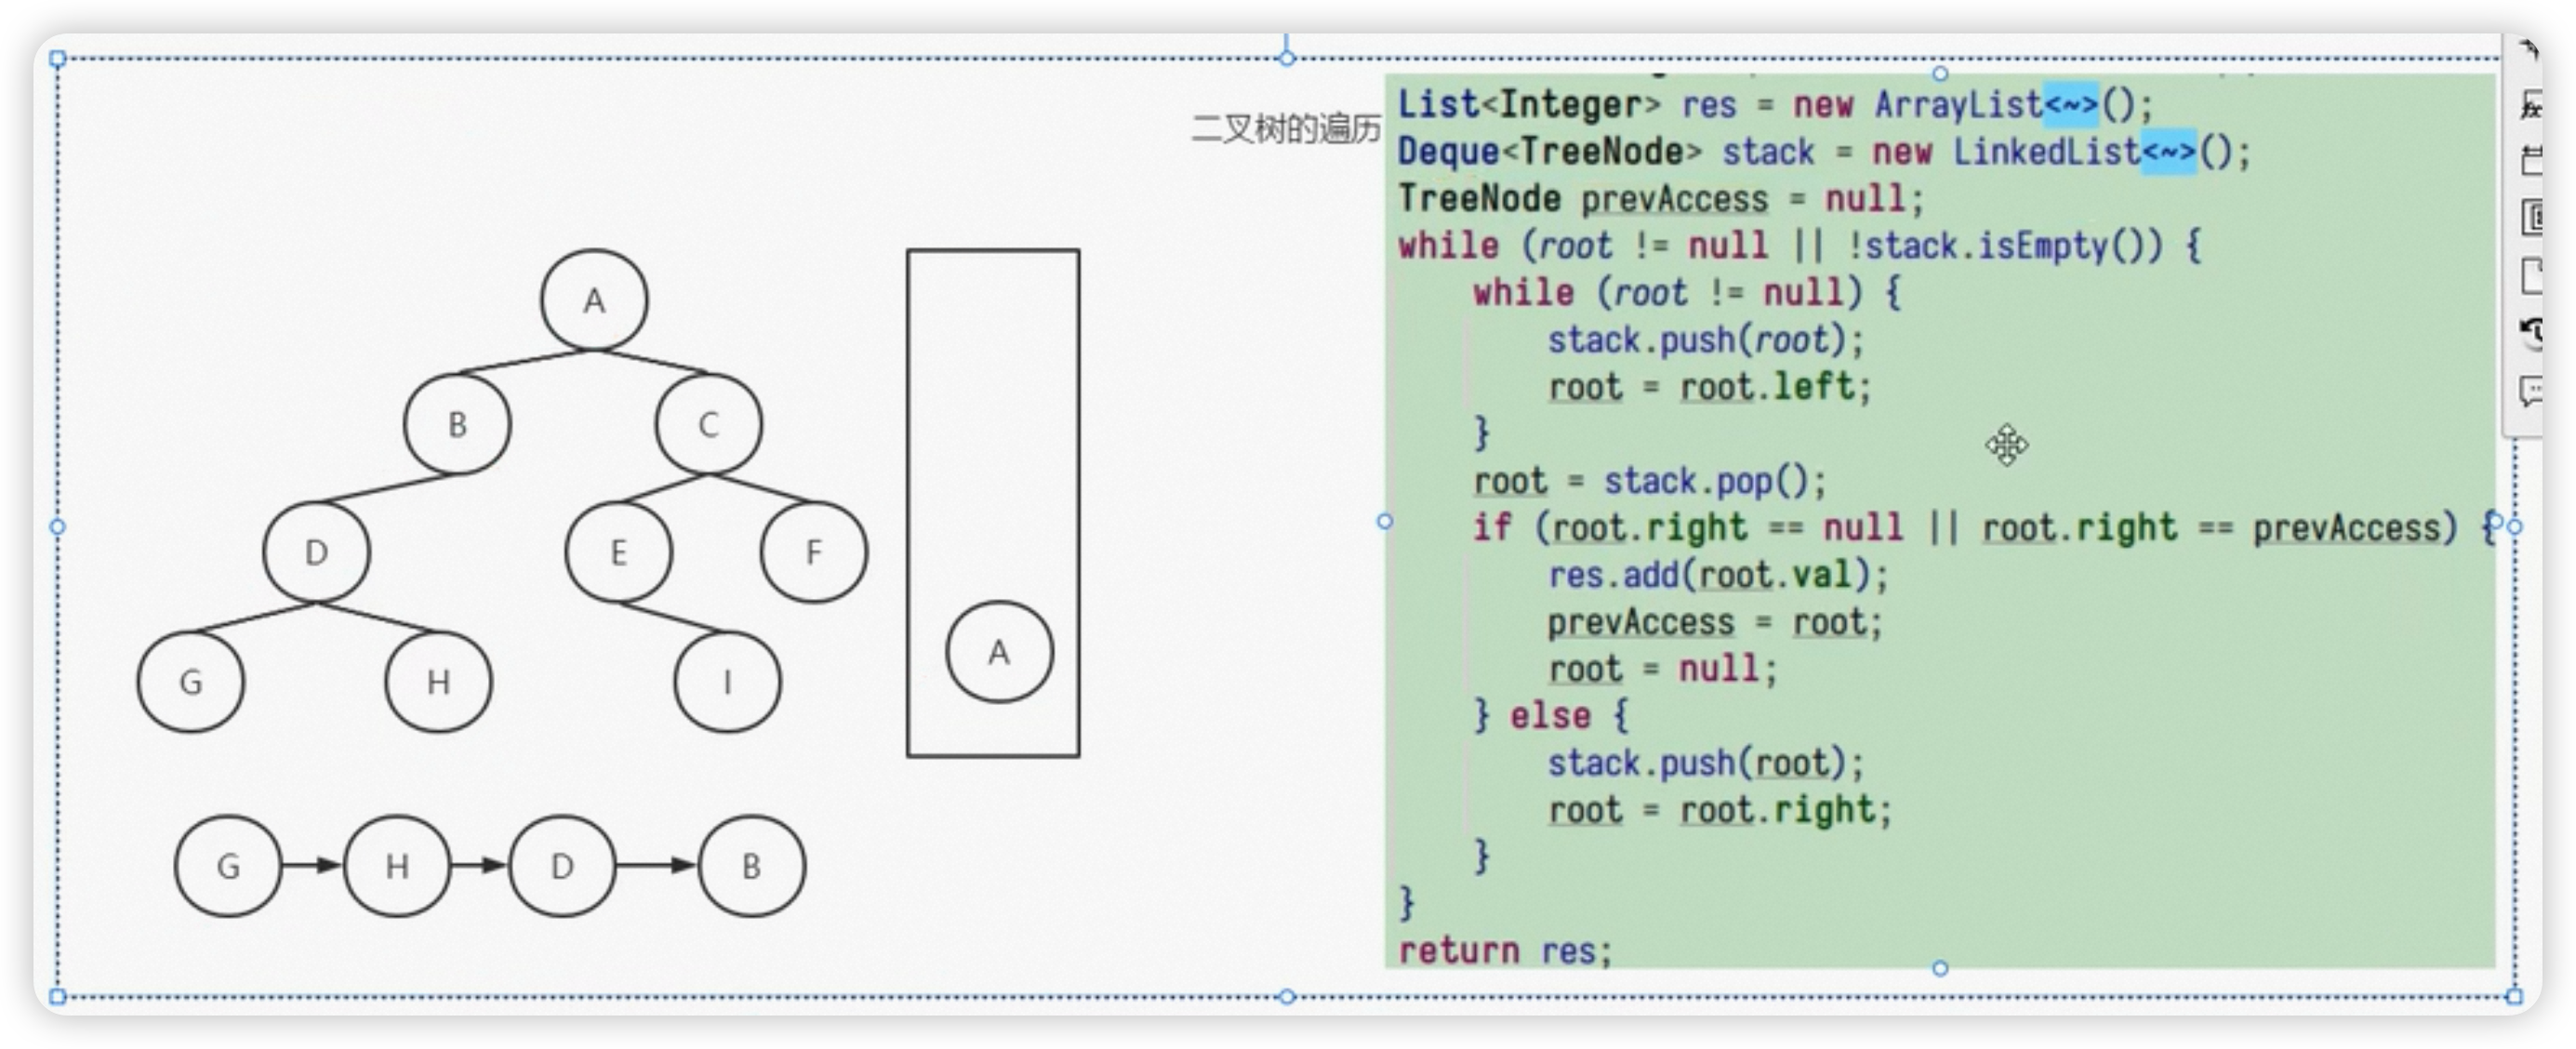 二叉树的遍历
A
B
C
D
E
F
G
H
I
A
G
H
D
B
List<Integer> res = new ArrayList<~>();
Deque<TreeNode> stack = new LinkedList<~>();
TreeNode prevAccess = null;
while (root != null || !stack.isEmpty()) {
while (root != null) {
stack.push(root);
root = root.left;
}
root = stack.pop();
if (root.right == null || root.right == prevAccess) {
res.add(root.val);
prevAccess = root;
root = null;
} else {
stack.push(root);
root = root.right;
}
}
return res;